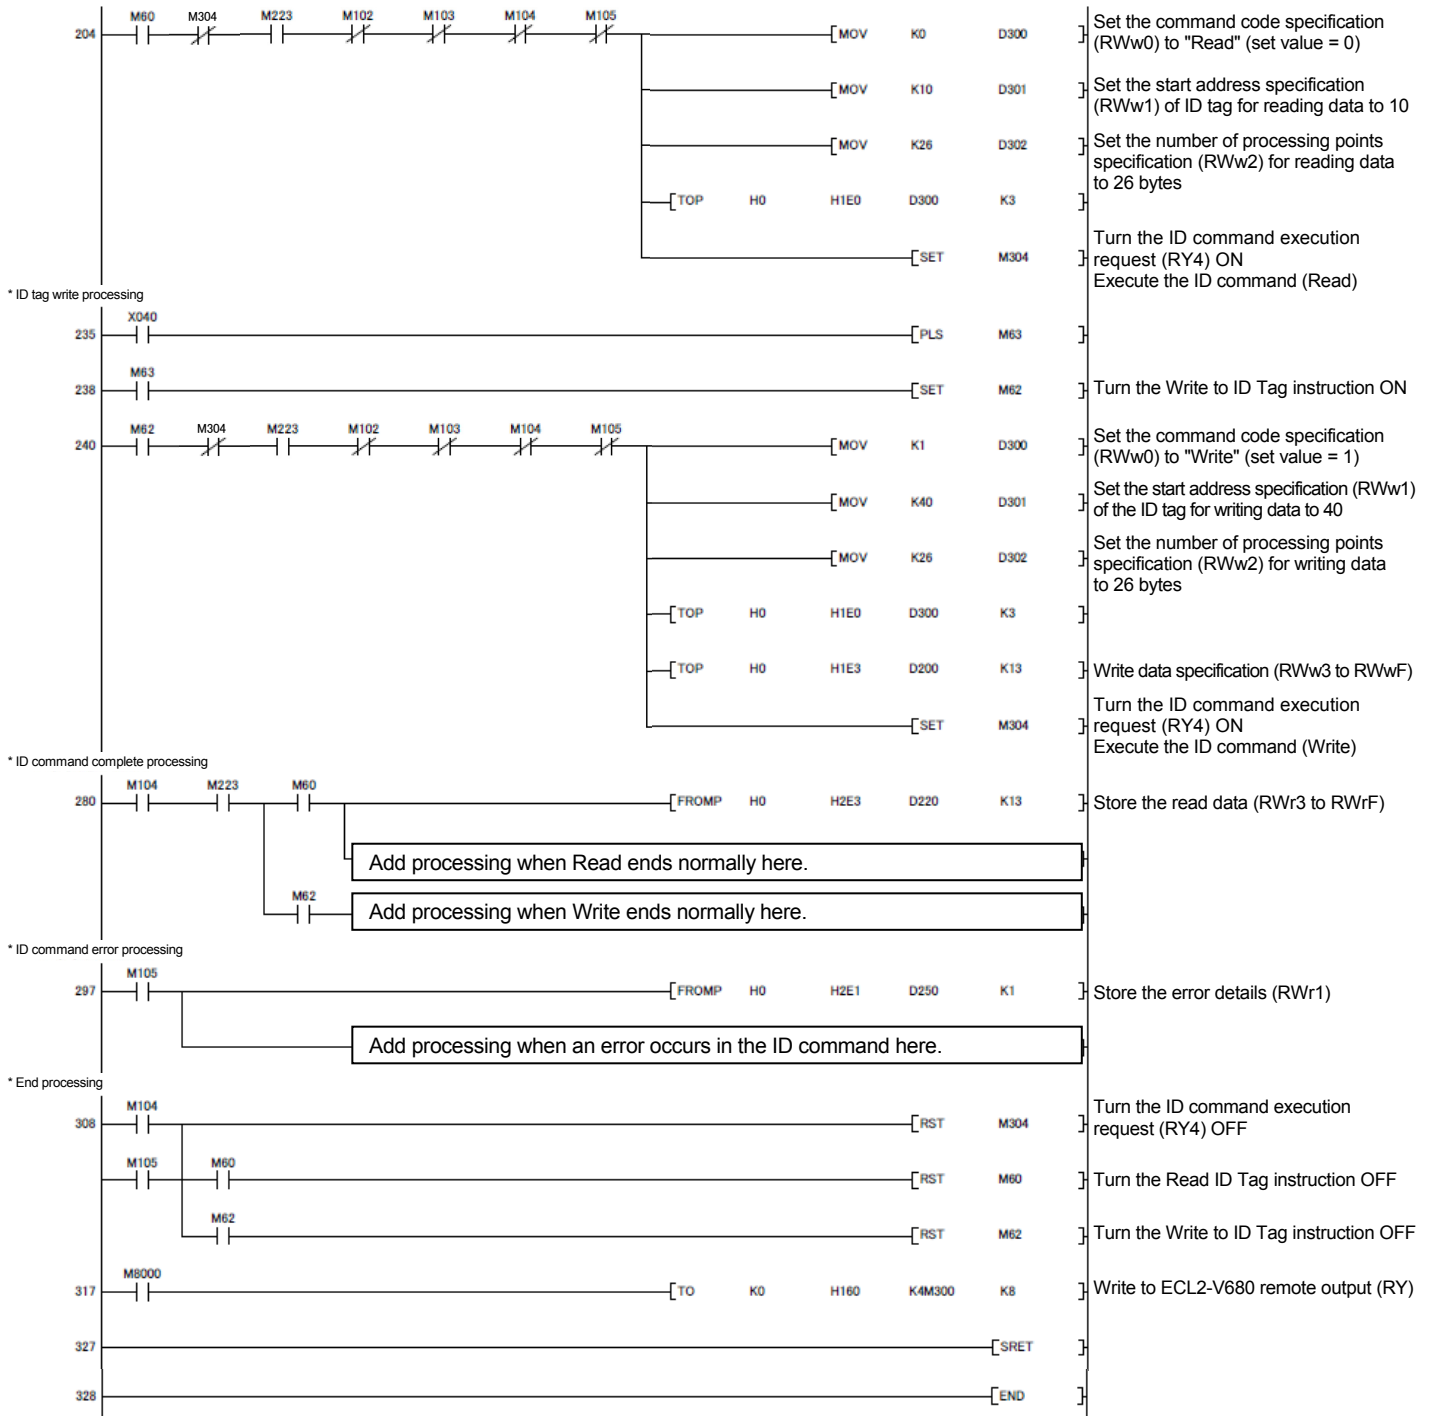 M60 M304 M223 M102 M103 M104 M105
204 MOV K0 D300 Set the command code specification
(RWw0) to "Read" (set value = 0)
MOV K10 D301 Set the start address specification
(RWw1) of ID tag for reading data to 10
MOV K26 D302 Set the number of processing points
specification (RWw2) for reading data
to 26 bytes
TOP H0 H1E0 D300 K3
Turn the ID command execution
SET M304 request (RY4) ON
Execute the ID command (Read)
* ID tag write processing
X040
235 PLS M63
M63
238 SET M62 Turn the Write to ID Tag instruction ON
M62 M304 M223 M102 M103 M104 M105
240 MOV K1 D300 Set the command code specification
(RWw0) to "Write" (set value = 1)
MOV K40 D301 Set the start address specification (RWw1)
of the ID tag for writing data to 40
MOV K26 D302 Set the number of processing points
specification (RWw2) for writing data
to 26 bytes
TOP H0 H1E0 D300 K3
TOP H0 H1E3 D200 K13 Write data specification (RWw3 to RWwF)
Turn the ID command execution
SET M304 request (RY4) ON
Execute the ID command (Write)
* ID command complete processing
M104 M223 M60
280 FROMP H0 H2E3 D220 K13 Store the read data (RWr3 to RWrF)
Add processing when Read ends normally here.
M62
Add processing when Write ends normally here.
* ID command error processing
M105
297 FROMP H0 H2E1 D250 K1 Store the error details (RWr1)
Add processing when an error occurs in the ID command here.
* End processing
M104
308 RST M304 Turn the ID command execution
request (RY4) OFF
M105 M60
RST M60 Turn the Read ID Tag instruction OFF
M62
RST M62 Turn the Write to ID Tag instruction OFF
M8000
317 TO K0 H160 K4M300 K8 Write to ECL2-V680 remote output (RY)
327 SRET
328 END